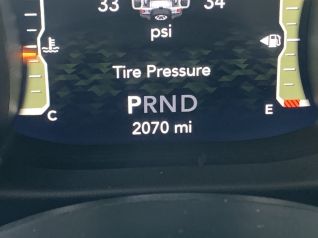 33 34
psi
Tire Pressure
PRND
C E
2070 mi